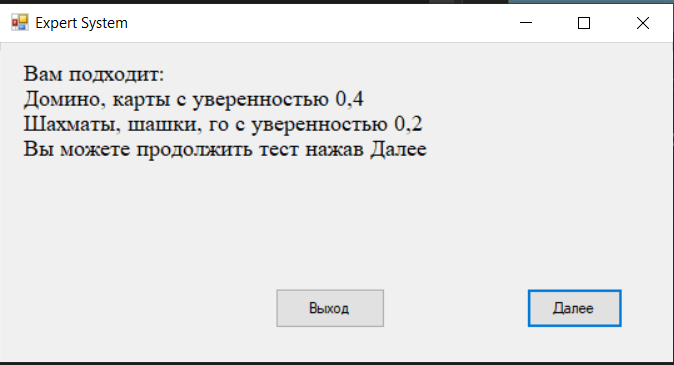 Expert System
Вам подходит:
Домино, карты с уверенностью 0,4
Шахматы, шашки, го с уверенностью 0,2
Вы можете продолжить тест нажав Далее
Выход
Далее